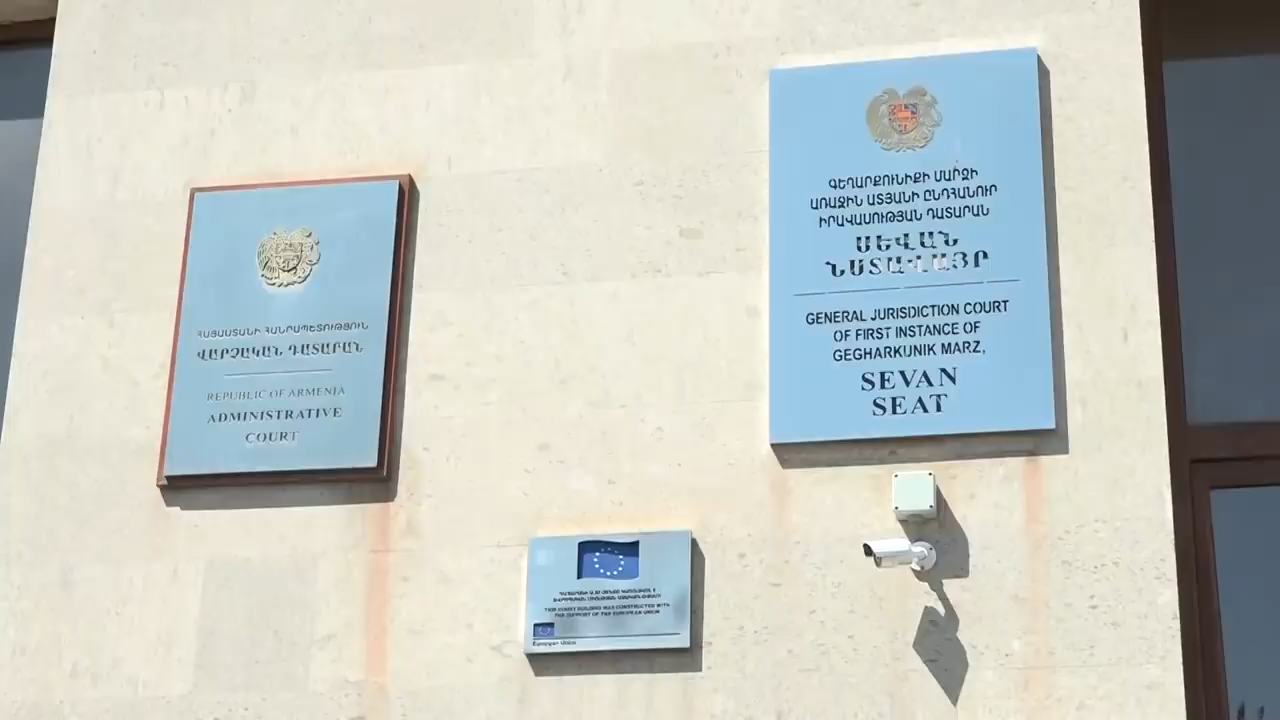 ՀԱՅԱՍՏԱՆԻ ՀԱՆՐԱՊԵՏՈՒԹՅՈՒՆ
ՎԱՐՉԱԿԱՆ ԴԱՏԱՐԱՆ
REPUBLIC OF ARMENIA
ADMINISTRATIVE
COURT
ԳԵՂԱՐՔՈՒՆԻՔԻ ՄԱՐԶԻ
ԱՌԱՋԻՆ ԱՏՅԱՆԻ ԸՆԴՀԱՆՈՒՐ
ԻՐԱՎԱՍՈՒԹՅԱՆ ԴԱՏԱՐԱՆ
ՍԵՎԱՆ
ՆՍՏԱՎԱՅՐ
GENERAL JURISDICTION COURT
OF FIRST INSTANCE OF
GEGHARKUNIK MARZ,
SEVAN
SEAT
THIS COURT BUILDING WAS CONSTRUCTED WITH
THE SUPPORT OF THE EUROPEAN UNION